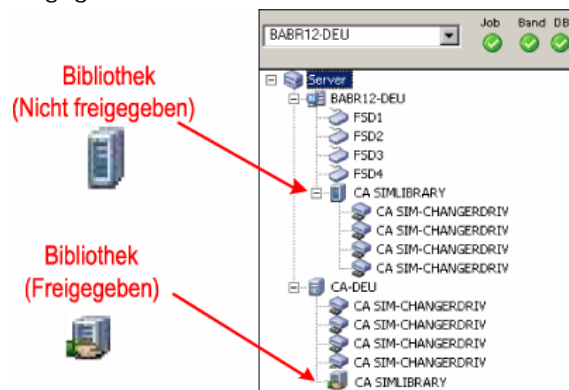 Job Band DB
BABR12-DEU
Bibliothek
(Nicht freigegeben)
Server
BABR12-DEU
FSD1
FSD2
FSD3
FSD4
CA SIMLIBRARY
CA SIM-CHANGERDRIV
CA SIM-CHANGERDRIV
CA SIM-CHANGERDRIV
CA SIM-CHANGERDRIV
Bibliothek
(Freigegeben)
CA-DEU
CA SIM-CHANGERDRIV
CA SIM-CHANGERDRIV
CA SIM-CHANGERDRIV
CA SIM-CHANGERDRIV
CA SIMLIBRARY